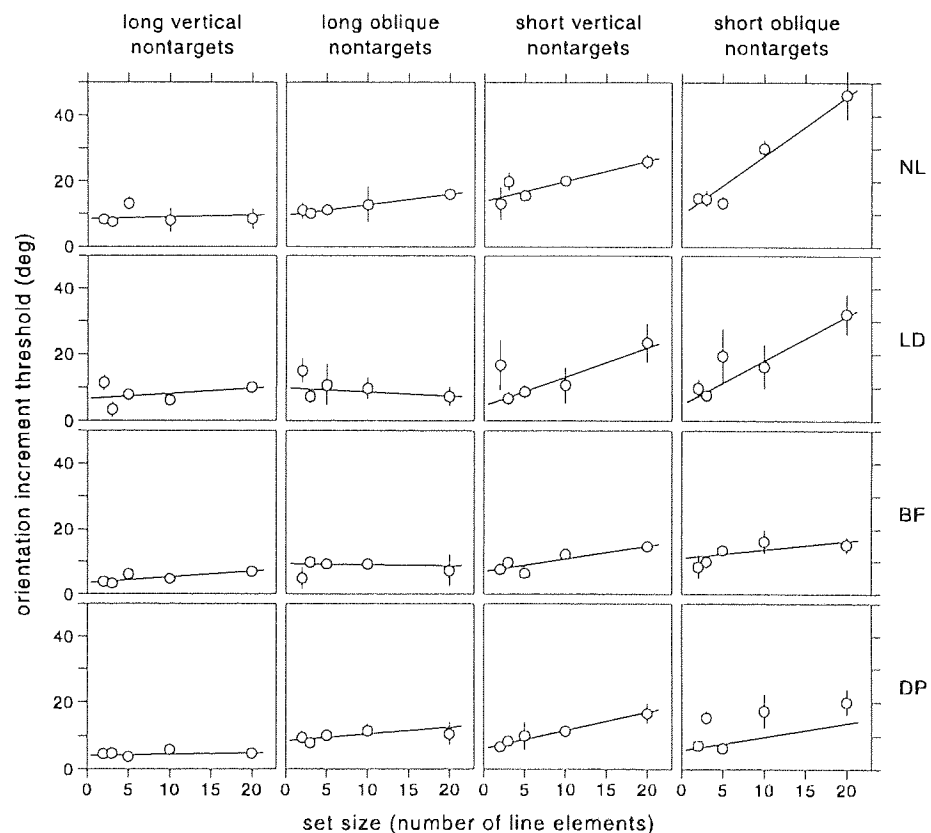 long vertical nontargets
long oblique nontargets
short vertical nontargets
short oblique nontargets
orientation increment threshold (deg)
40
20
0
NL
40
20
0
LD
40
20
0
BF
40
20
0
DP
0 5 10 15 20
0 5 10 15 20
0 5 10 15 20
0 5 10 15 20
set size (number of line elements)